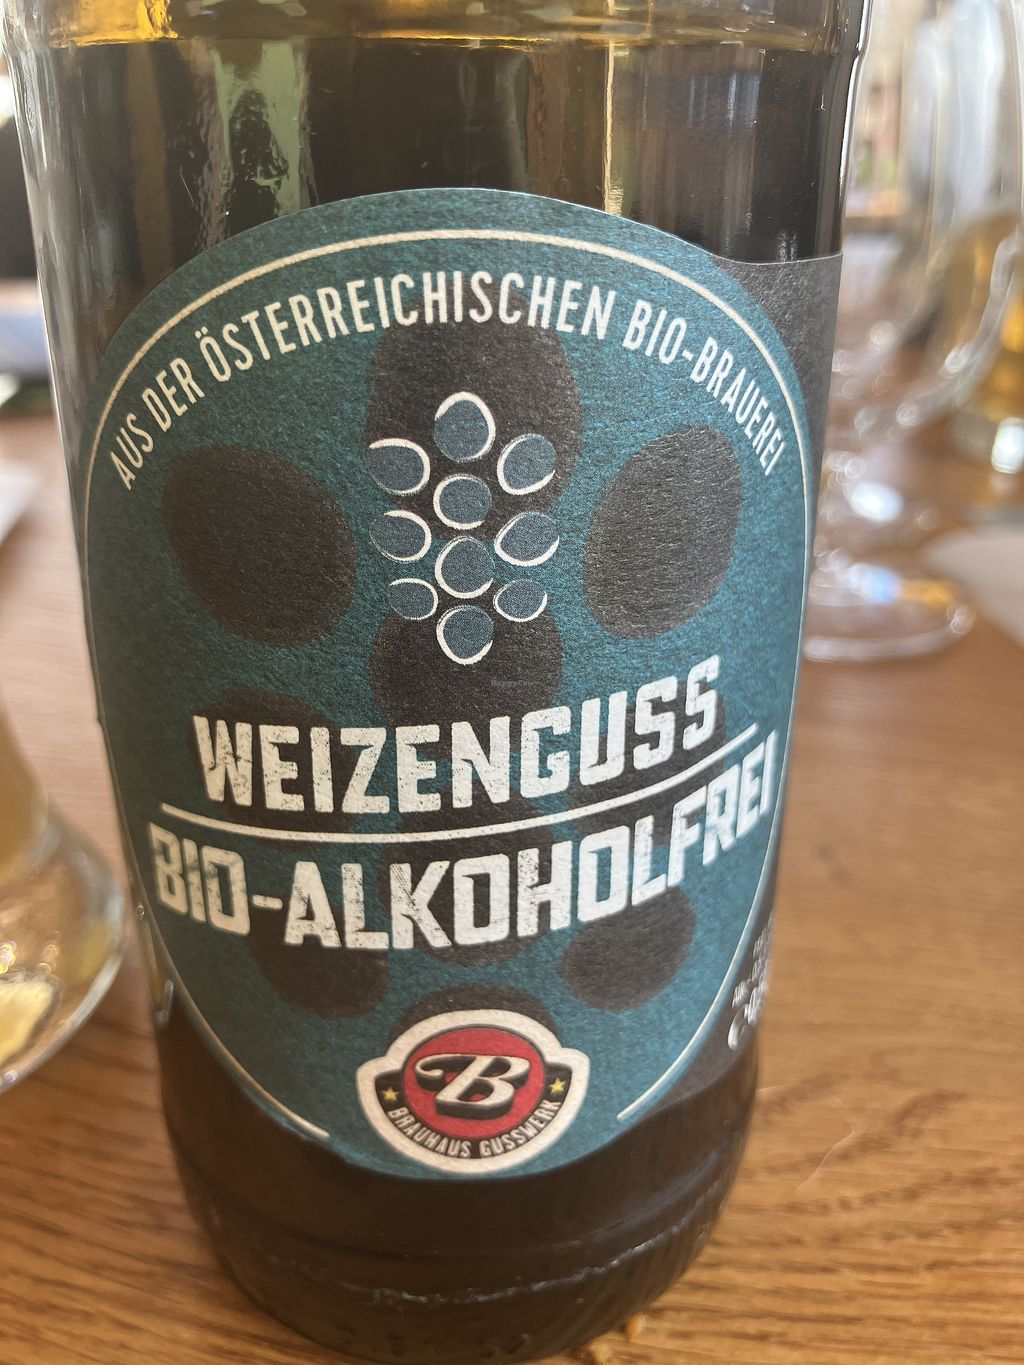 AUS DER ÖSTERREICHISCHEN BIO-BRAUEREI
WEIZENGUSS
BIO-ALKOHOLFREI
B
BRAUHAUS GUSSWERK